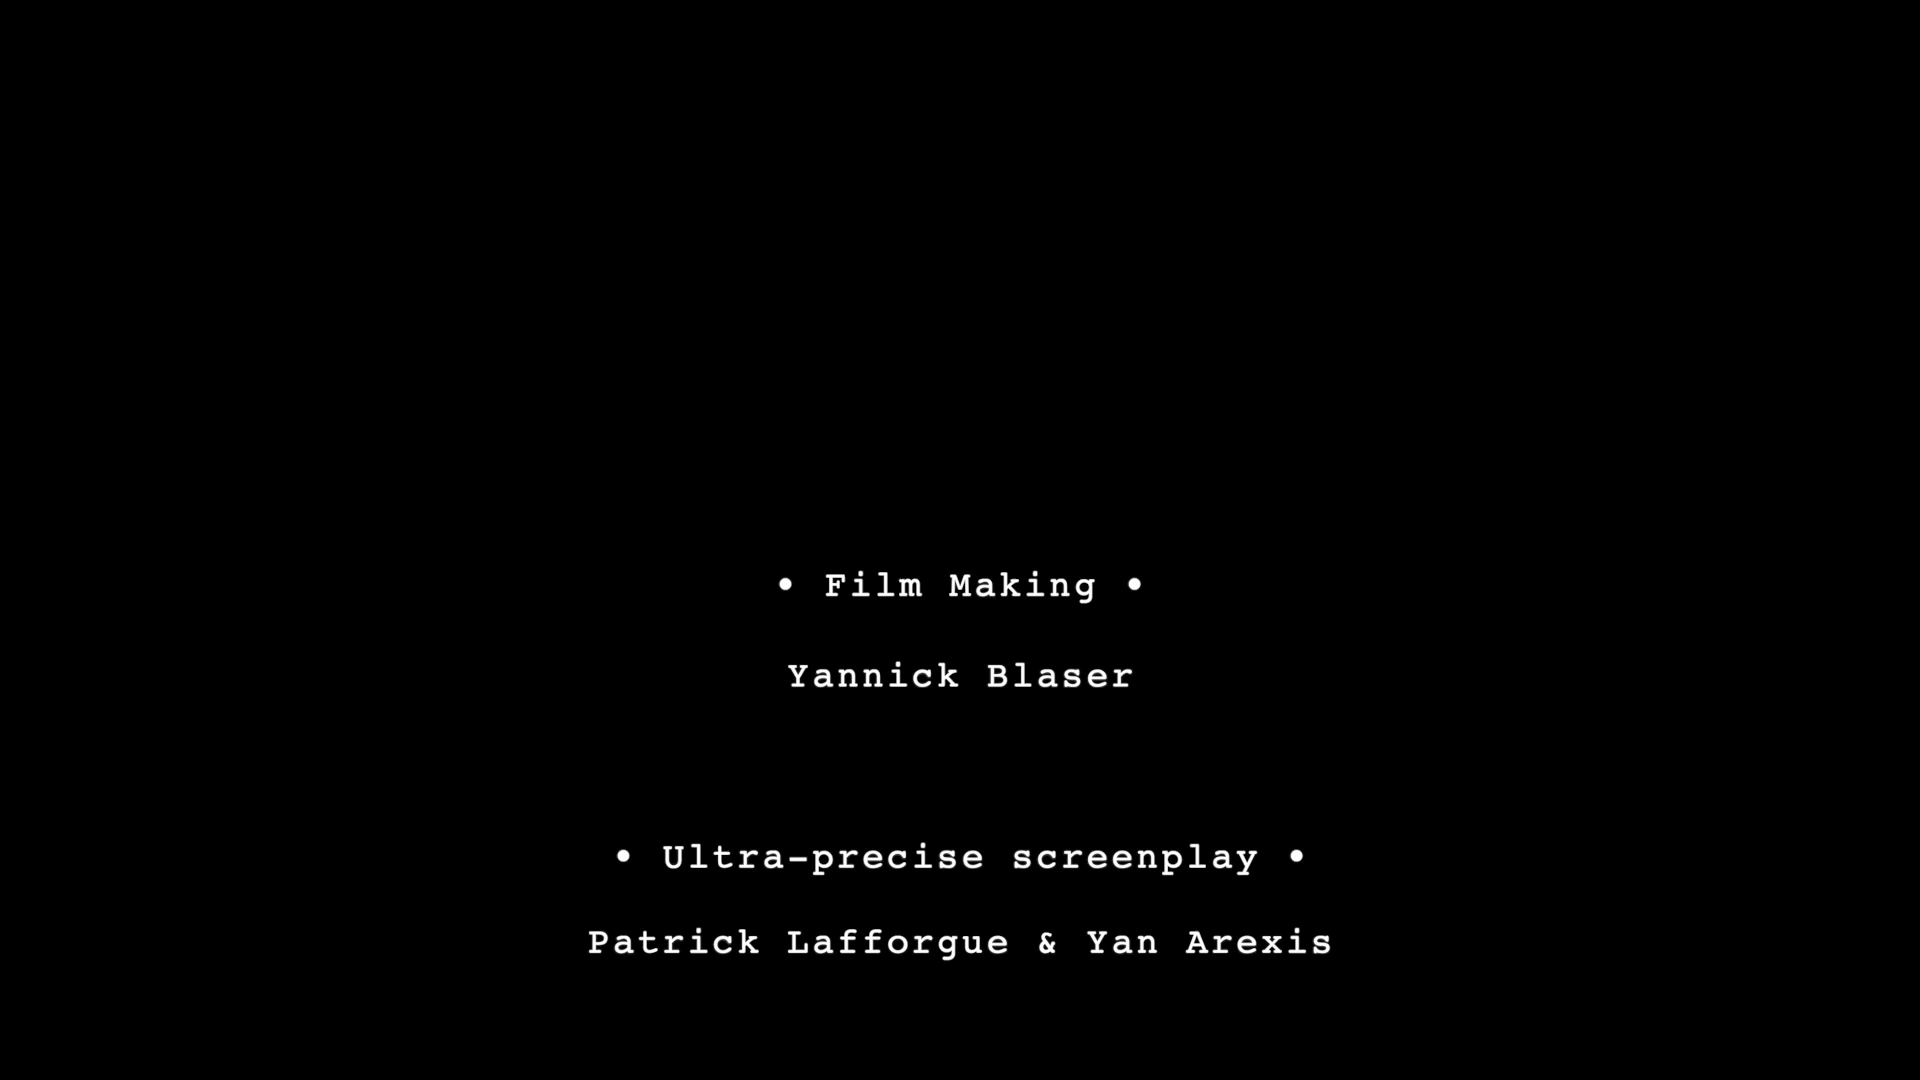 • Film Making •
Yannick Blaser
• Ultra-precise screenplay •
Patrick Lafforgue & Yan Arexis